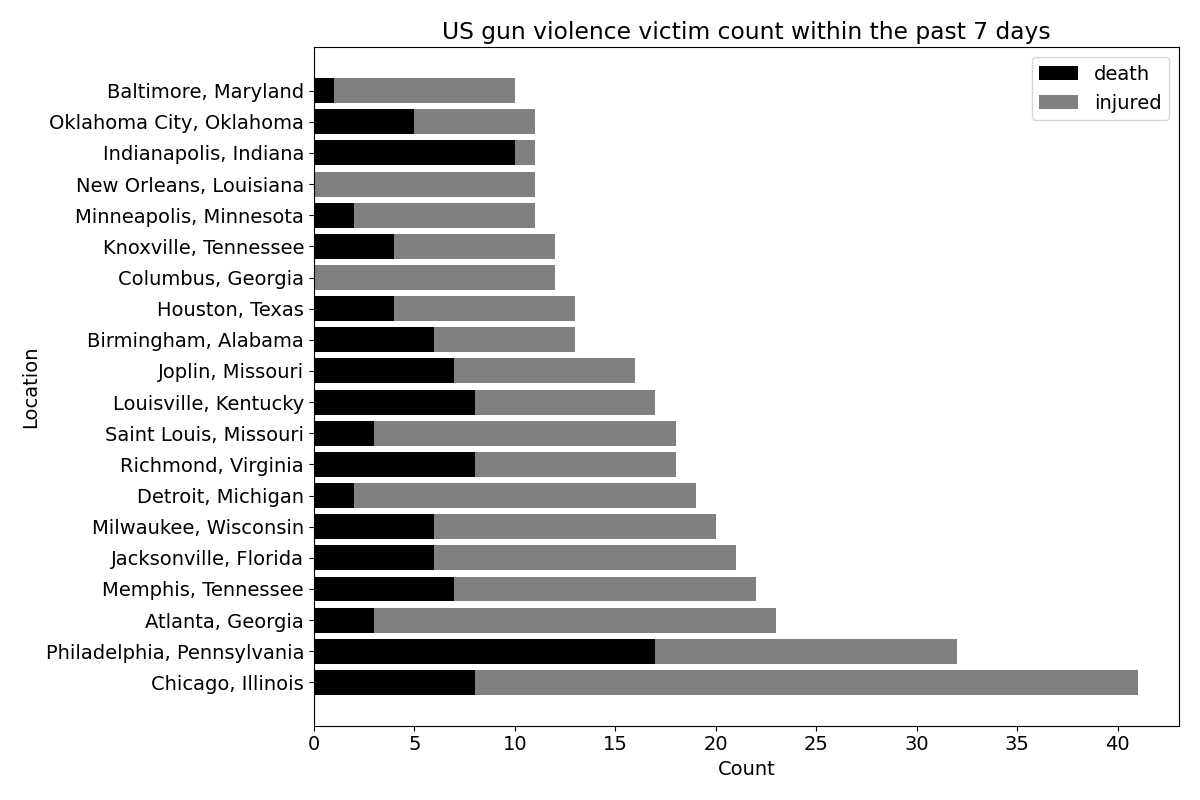 US gun violence victim count within the past 7 days
death
injured
Baltimore, Maryland
Oklahoma City, Oklahoma
Indianapolis, Indiana
New Orleans, Louisiana
Minneapolis, Minnesota
Knoxville, Tennessee
Columbus, Georgia
Houston, Texas
Birmingham, Alabama
Joplin, Missouri
Louisville, Kentucky
Saint Louis, Missouri
Richmond, Virginia
Detroit, Michigan
Milwaukee, Wisconsin
Jacksonville, Florida
Memphis, Tennessee
Atlanta, Georgia
Philadelphia, Pennsylvania
Chicago, Illinois
Location
0 5 10 15 20 25 30 35 40
Count